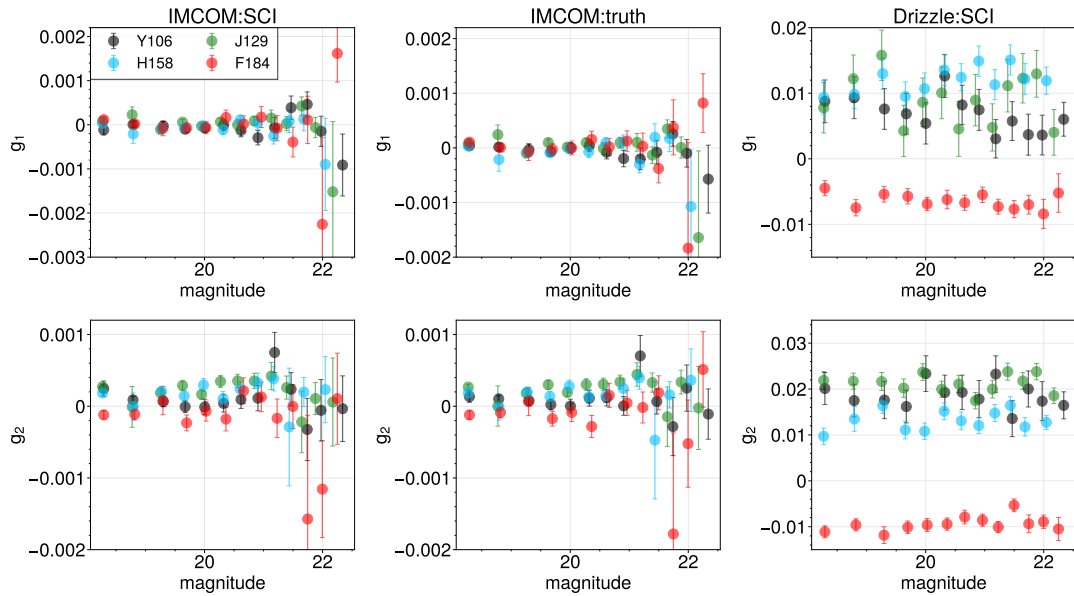 IMCOM:SCI
IMCOM:truth
Drizzle:SCI
Y106
J129
H158
F184
0.002
0.001
0
−0.001
−0.002
−0.003
g1
20
22
magnitude
0.002
0.001
0
−0.001
−0.002
g1
20
22
magnitude
0.02
0.01
0
−0.01
g1
20
22
magnitude
0.001
0
−0.001
−0.002
g2
20
22
magnitude
0.001
0
−0.001
−0.002
g2
20
22
magnitude
0.03
0.02
0.01
0
−0.01
g2
20
22
magnitude